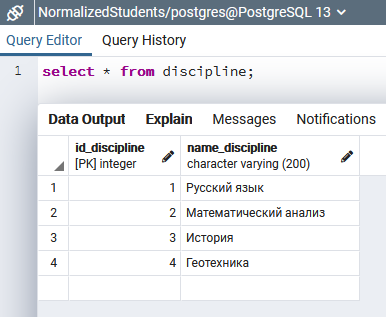 NormalizedStudents/postgres@PostgreSQL 13
Query Editor Query History
1 select * from discipline;
Data Output Explain Messages Notifications
id_discipline name_discipline
[PK] integer character varying (200)
1 1 Русский язык
2 2 Математический анализ
3 3 История
4 4 Геотехника